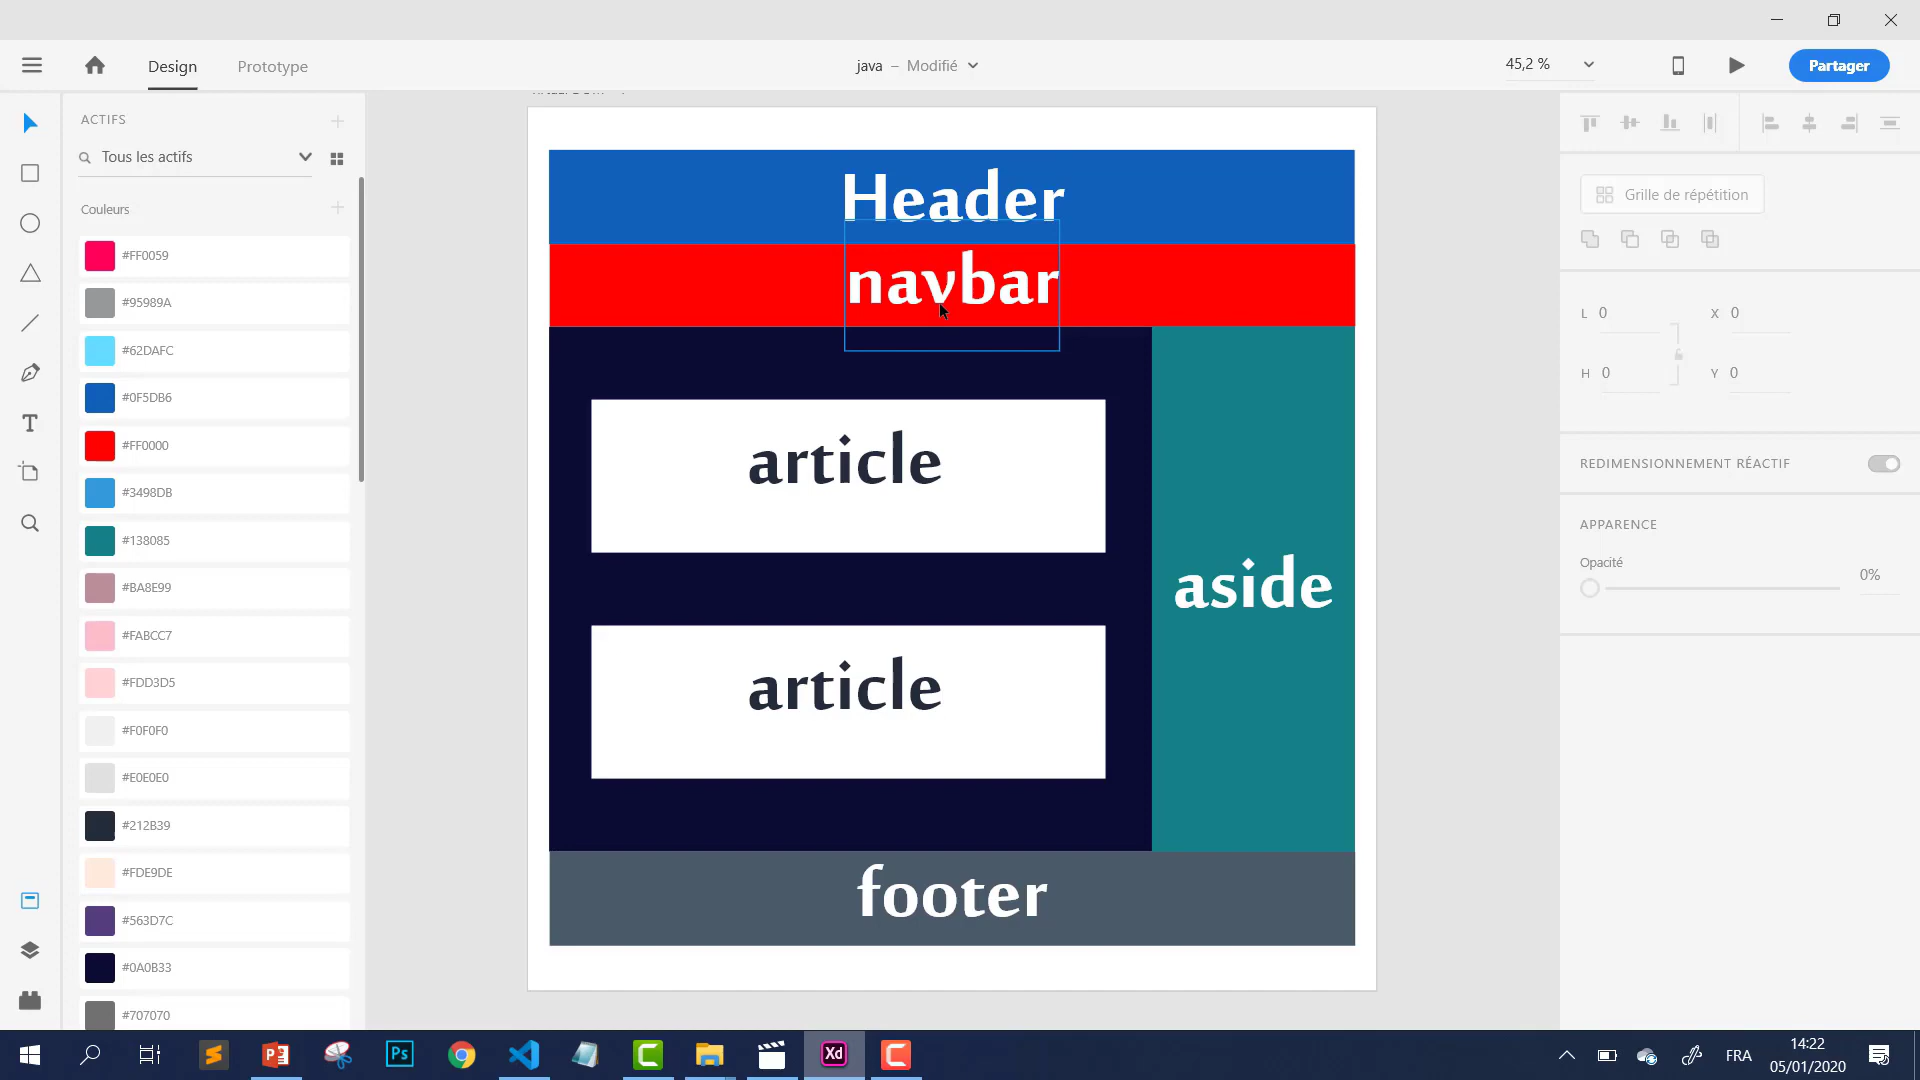 Design
Prototype
java – Modifié
45,2 %
Partager
ACTIFS
Tous les actifs
Couleurs
#FF0059
#95989A
#62DAFC
#0F5DB6
#FF0000
#3498DB
#138085
#BA8E99
#FABCC7
#FDD3D5
#F0F0F0
#E0E0E0
#212B39
#FDE9DE
#563D7C
#0A0B33
#707070
Header
navbar
article
article
aside
footer
Grille de répétition
L 0
X 0
H 0
Y 0
REDIMENSIONNEMENT RÉACTIF
APPARENCE
Opacité
0%
Ps
Xd
FRA
14:22
05/01/2020